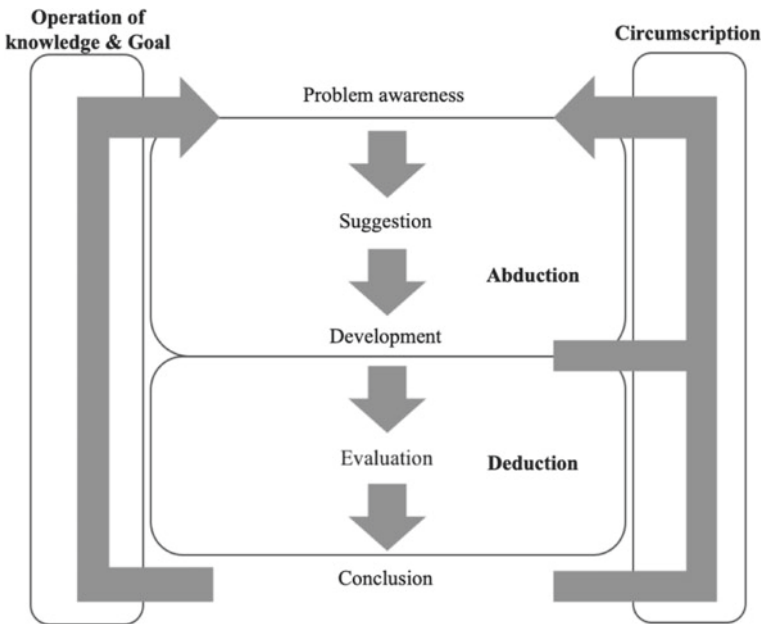 Operation of
knowledge & Goal
Circumscription
Problem awareness
Suggestion
Abduction
Development
Evaluation
Deduction
Conclusion